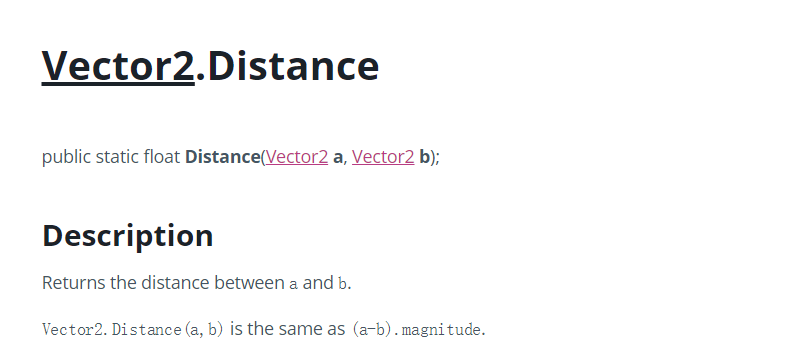 Vector2.Distance
public static float Distance(Vector2 a, Vector2 b);
Description
Returns the distance between a and b.
Vector2.Distance(a,b) is the same as (a-b).magnitude.